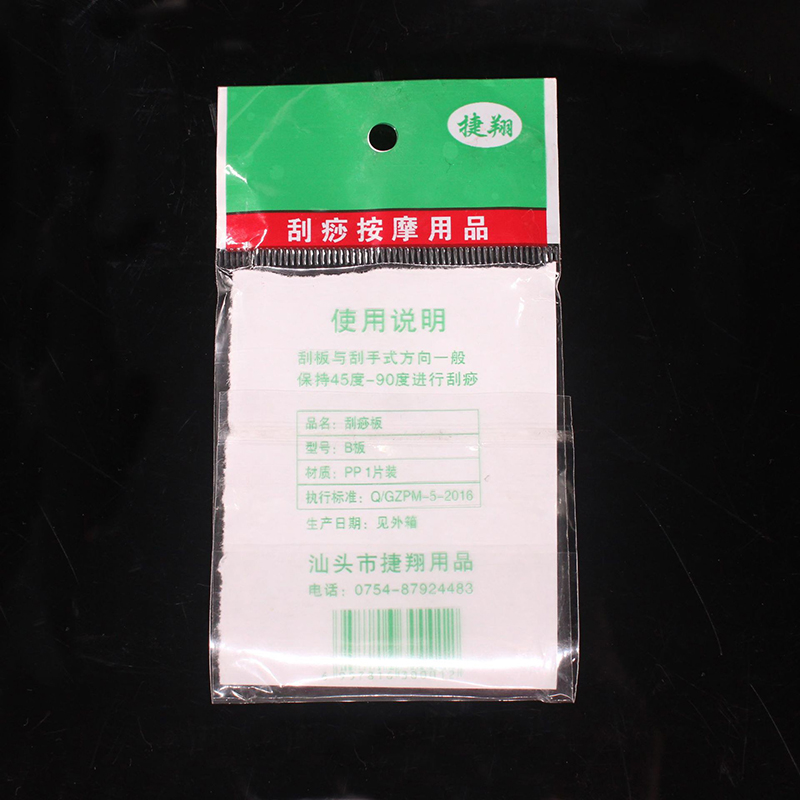 捷翔
刮痧按摩用品
使用说明
刮板与刮手式方向一般
保持45度-90度进行刮痧
品名：刮痧板
型号：B板
材质：PP 1片装
执行标准：Q/GZPM-5-2016
生产日期：见外箱
汕头市捷翔用品
电话：0754-87924483